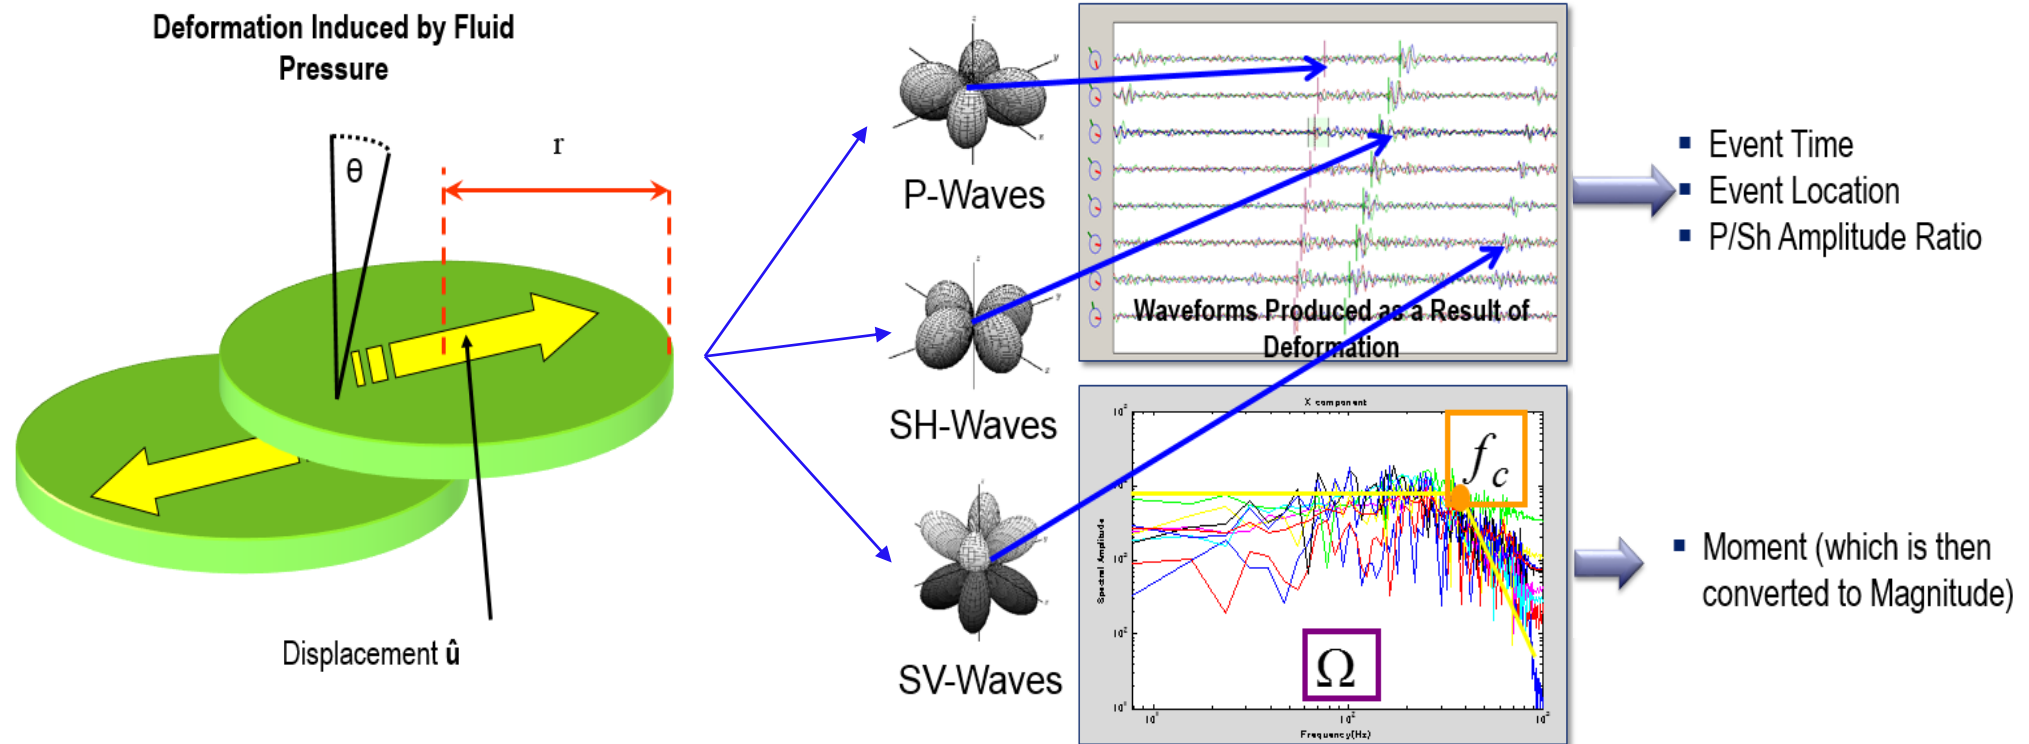 Deformation Induced by Fluid
Pressure
θ
r
Displacement û
P-Waves
SH-Waves
SV-Waves
Waveforms Produced as a Result of
Deformation
X component
Spectral Amplitude
Frequency(Hz)
f c
Ω
▪ Event Time
▪ Event Location
▪ P/Sh Amplitude Ratio
▪ Moment (which is then
converted to Magnitude)